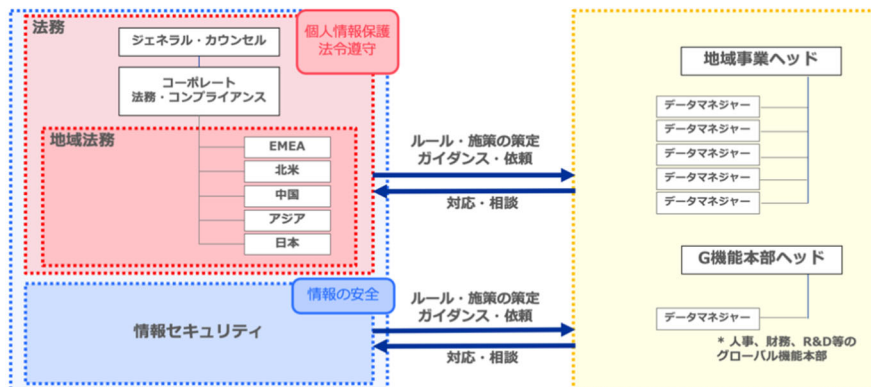 法務
個人情報保護
法令遵守
ジェネラル・カウンセル
コーポレート
法務・コンプライアンス
地域法務
EMEA
北米
中国
アジア
日本
情報の安全
情報セキュリティ
ルール・施策の策定
ガイダンス・依頼
対応・相談
ルール・施策の策定
ガイダンス・依頼
対応・相談
地域事業ヘッド
データマネジャー
データマネジャー
データマネジャー
データマネジャー
データマネジャー
G機能本部ヘッド
データマネジャー
* 人事、財務、R&D等の
グローバル機能本部